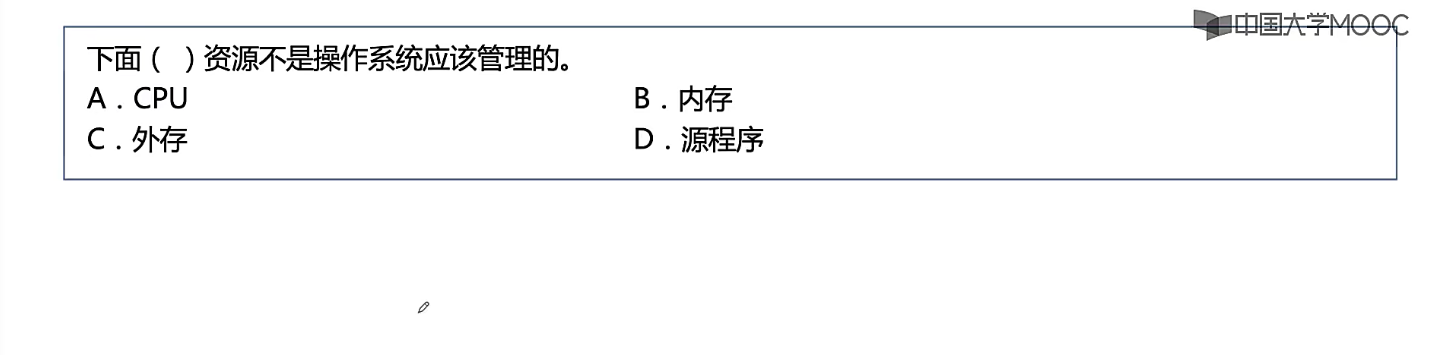 中国大学MOOC
下面（  ）资源不是操作系统应该管理的。
A．CPU
B．内存
C．外存
D．源程序